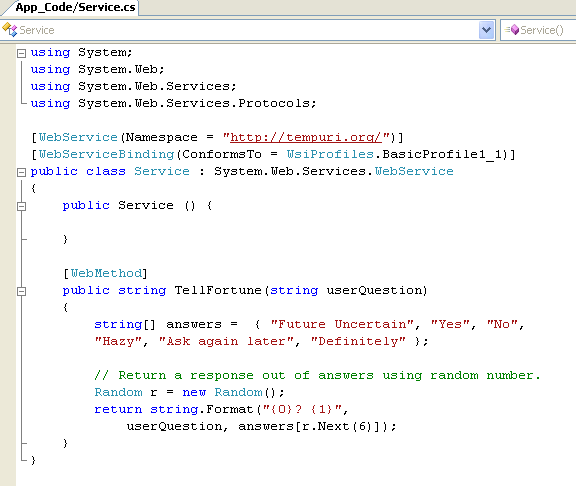 App_Code/Service.cs
Service
Service()
using System;
using System.Web;
using System.Web.Services;
using System.Web.Services.Protocols;
[WebService(Namespace = "http://tempuri.org/")]
[WebServiceBinding(ConformsTo = WsiProfiles.BasicProfile1_1)]
public class Service : System.Web.Services.WebService
{
    public Service () {
    }
    [WebMethod]
    public string TellFortune(string userQuestion)
    {
        string[] answers =  { "Future Uncertain", "Yes", "No",
        "Hazy", "Ask again later", "Definitely" };
        // Return a response out of answers using random number.
        Random r = new Random();
        return string.Format("{0}? {1}",
            userQuestion, answers[r.Next(6)]);
    }
}